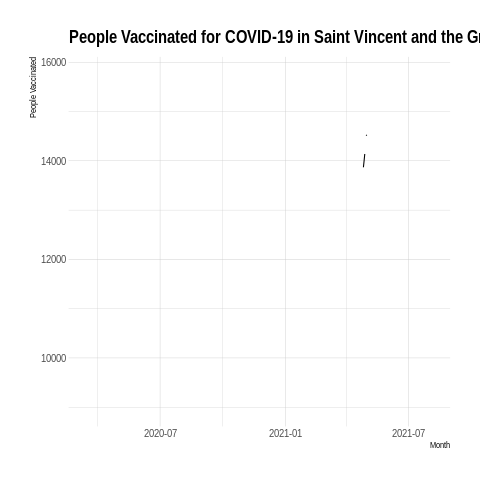 People Vaccinated for COVID-19 in Saint Vincent and the Gr
People Vaccinated
16000
14000
12000
10000
2020-07
2021-01
2021-07
Month